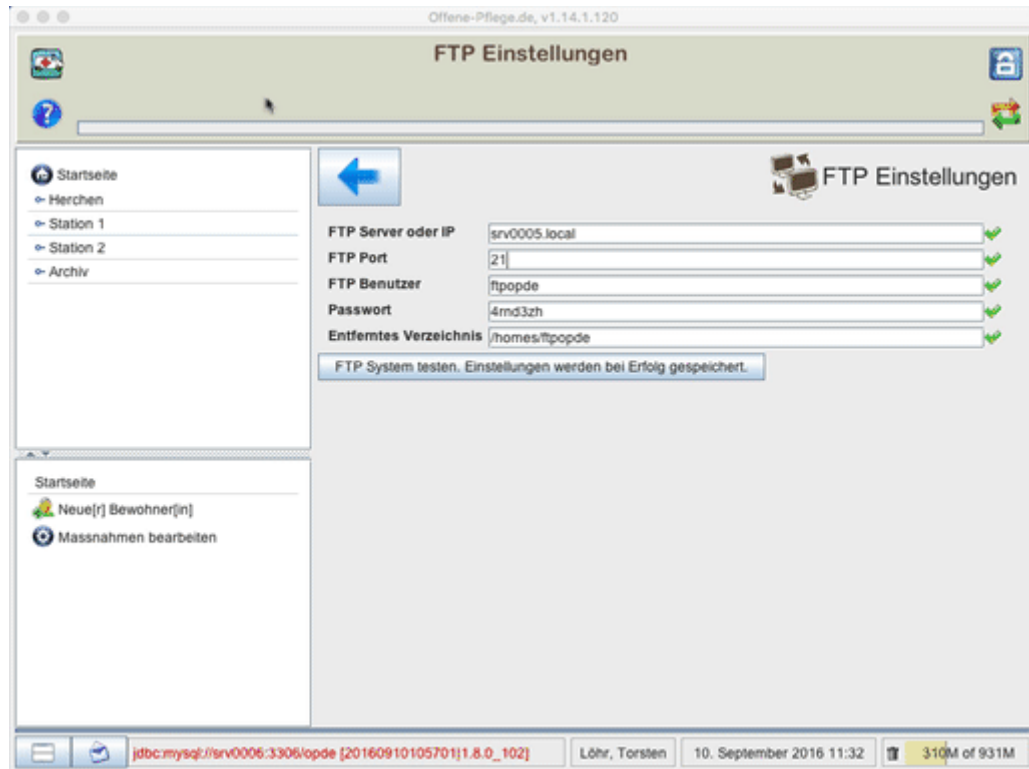 Offene-Pflege.de, v1.14.1.120
FTP Einstellungen
Startseite
Herchen
Station 1
Station 2
Archiv
FTP Einstellungen
FTP Server oder IP srv0005.local
FTP Port 21
FTP Benutzer ftpopde
Passwort 4rnd3zh
Entferntes Verzeichnis /homes/ftpopde
FTP System testen. Einstellungen werden bei Erfolg gespeichert.
Startseite
Neue[r] Bewohner[in]
Massnahmen bearbeiten
jdbc:mysql://srv0006:3306/opde [20160910105701|1.8.0_102] Löhr, Torsten 10. September 2016 11:32 310M of 931M